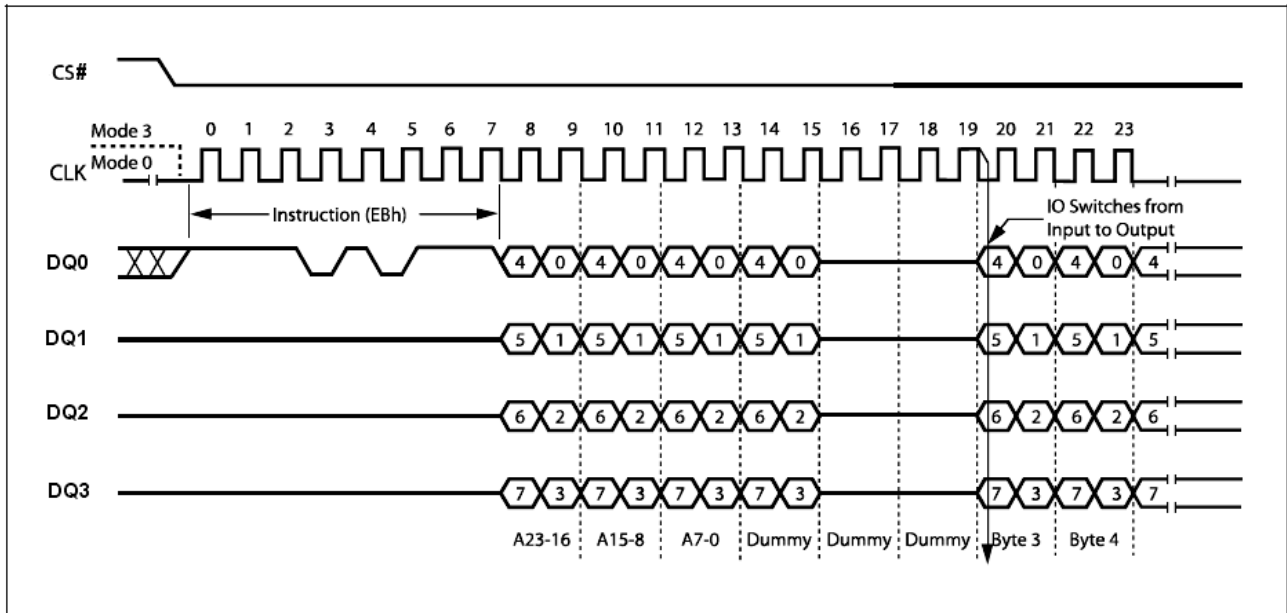 CS#
Mode 3
0 1 2 3 4 5 6 7 8 9 10 11 12 13 14 15 16 17 18 19 20 21 22 23
CLK Mode 0
Instruction (EBh)
IO Switches from
Input to Output
DQ0 4 0 4 0 4 0 4 0 4 0 4 0 4
DQ1 5 1 5 1 5 1 5 1 5 1 5 1 5
DQ2 6 2 6 2 6 2 6 2 6 2 6 2 6
DQ3 7 3 7 3 7 3 7 3 7 3 7 3 7
A23-16 A15-8 A7-0 Dummy Dummy Dummy Byte 3 Byte 4